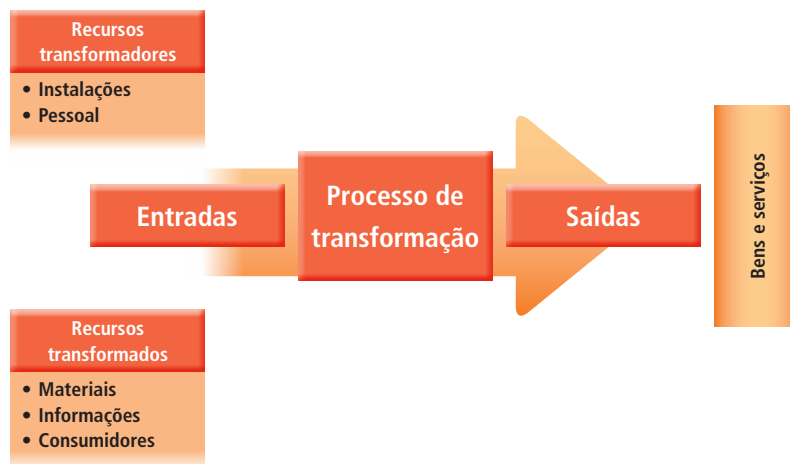 Recursos
transformadores
• Instalações
• Pessoal
Entradas
Processo de
transformação
Saídas
Bens e serviços
Recursos
transformados
• Materiais
• Informações
• Consumidores